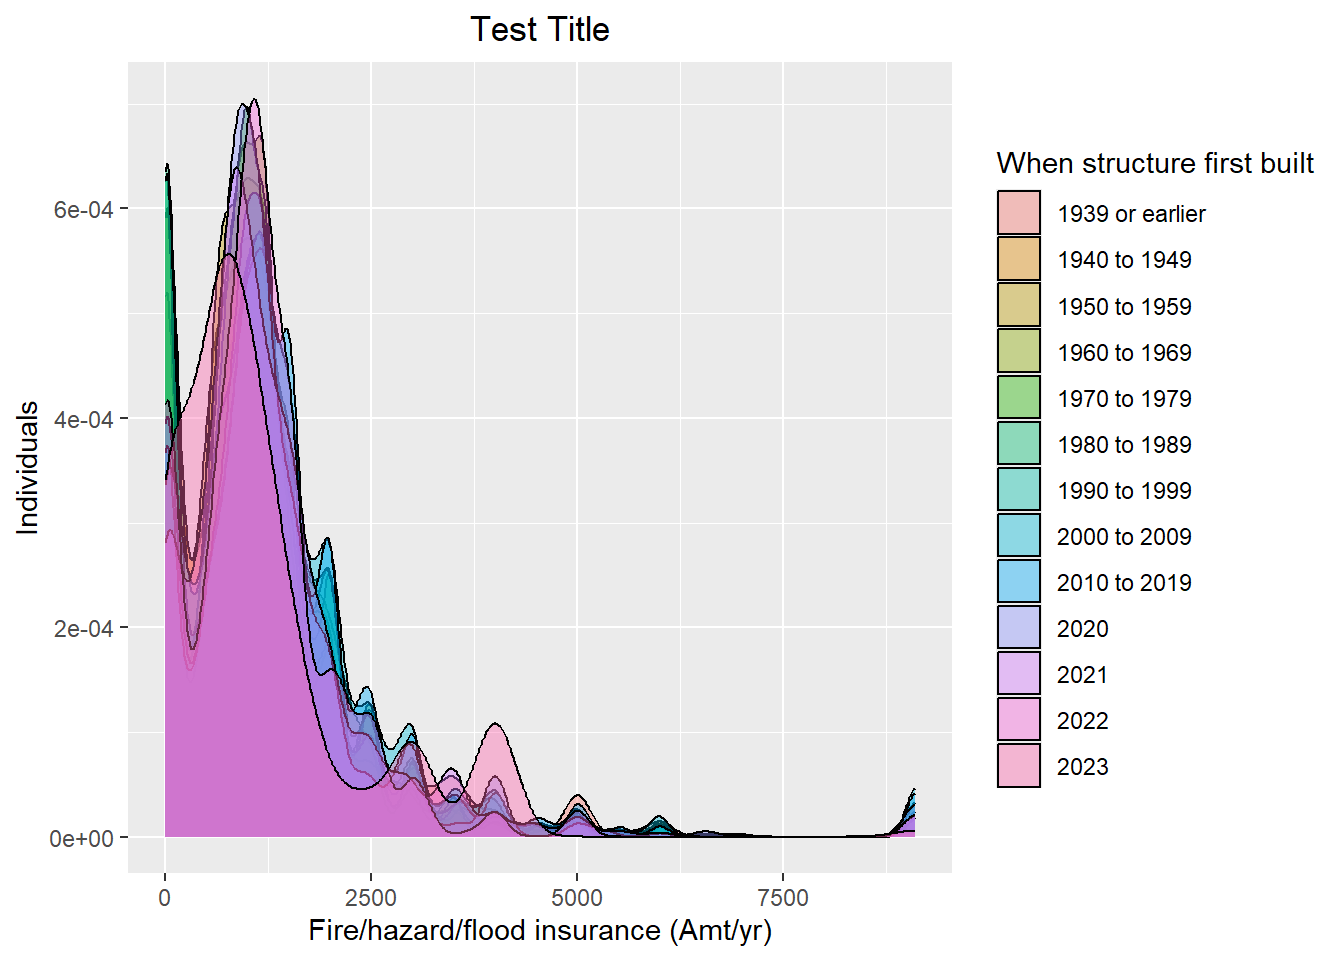 Test Title
Individuals
6e-04
4e-04
2e-04
0e+00
0
2500
5000
7500
Fire/hazard/flood insurance (Amt/yr)
When structure first built
1939 or earlier
1940 to 1949
1950 to 1959
1960 to 1969
1970 to 1979
1980 to 1989
1990 to 1999
2000 to 2009
2010 to 2019
2020
2021
2022
2023